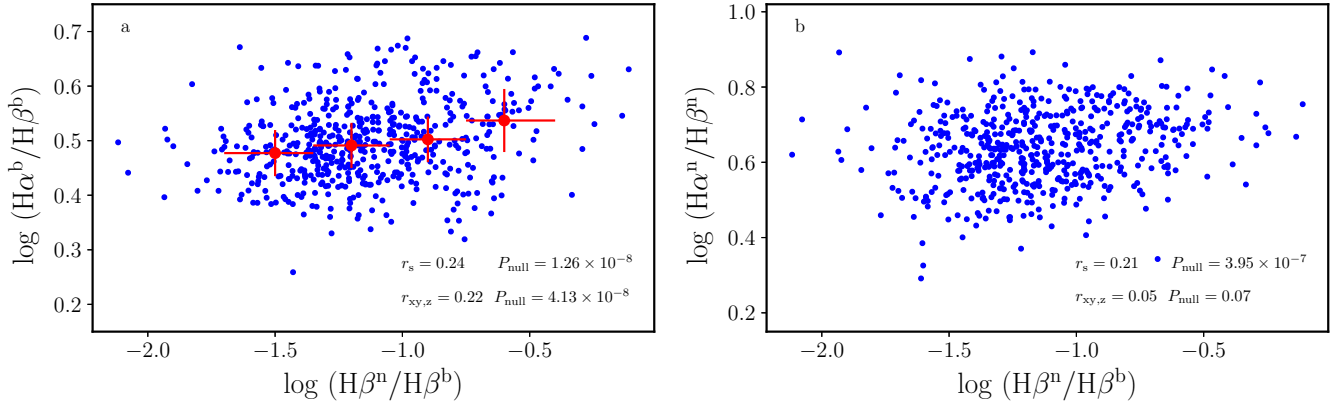 a
0.7
0.6
0.5
0.4
0.3
0.2
log (Hα^b/Hβ^b)
r_s = 0.24 P_null = 1.26 × 10^−8
r_xy,z = 0.22 P_null = 4.13 × 10^−8
−2.0 −1.5 −1.0 −0.5
log (Hβ^n/Hβ^b)
b
1.0
0.8
0.6
0.4
0.2
log (Hα^n/Hβ^n)
r_s = 0.21 P_null = 3.95 × 10^−7
r_xy,z = 0.05 P_null = 0.07
−2.0 −1.5 −1.0 −0.5
log (Hβ^n/Hβ^b)